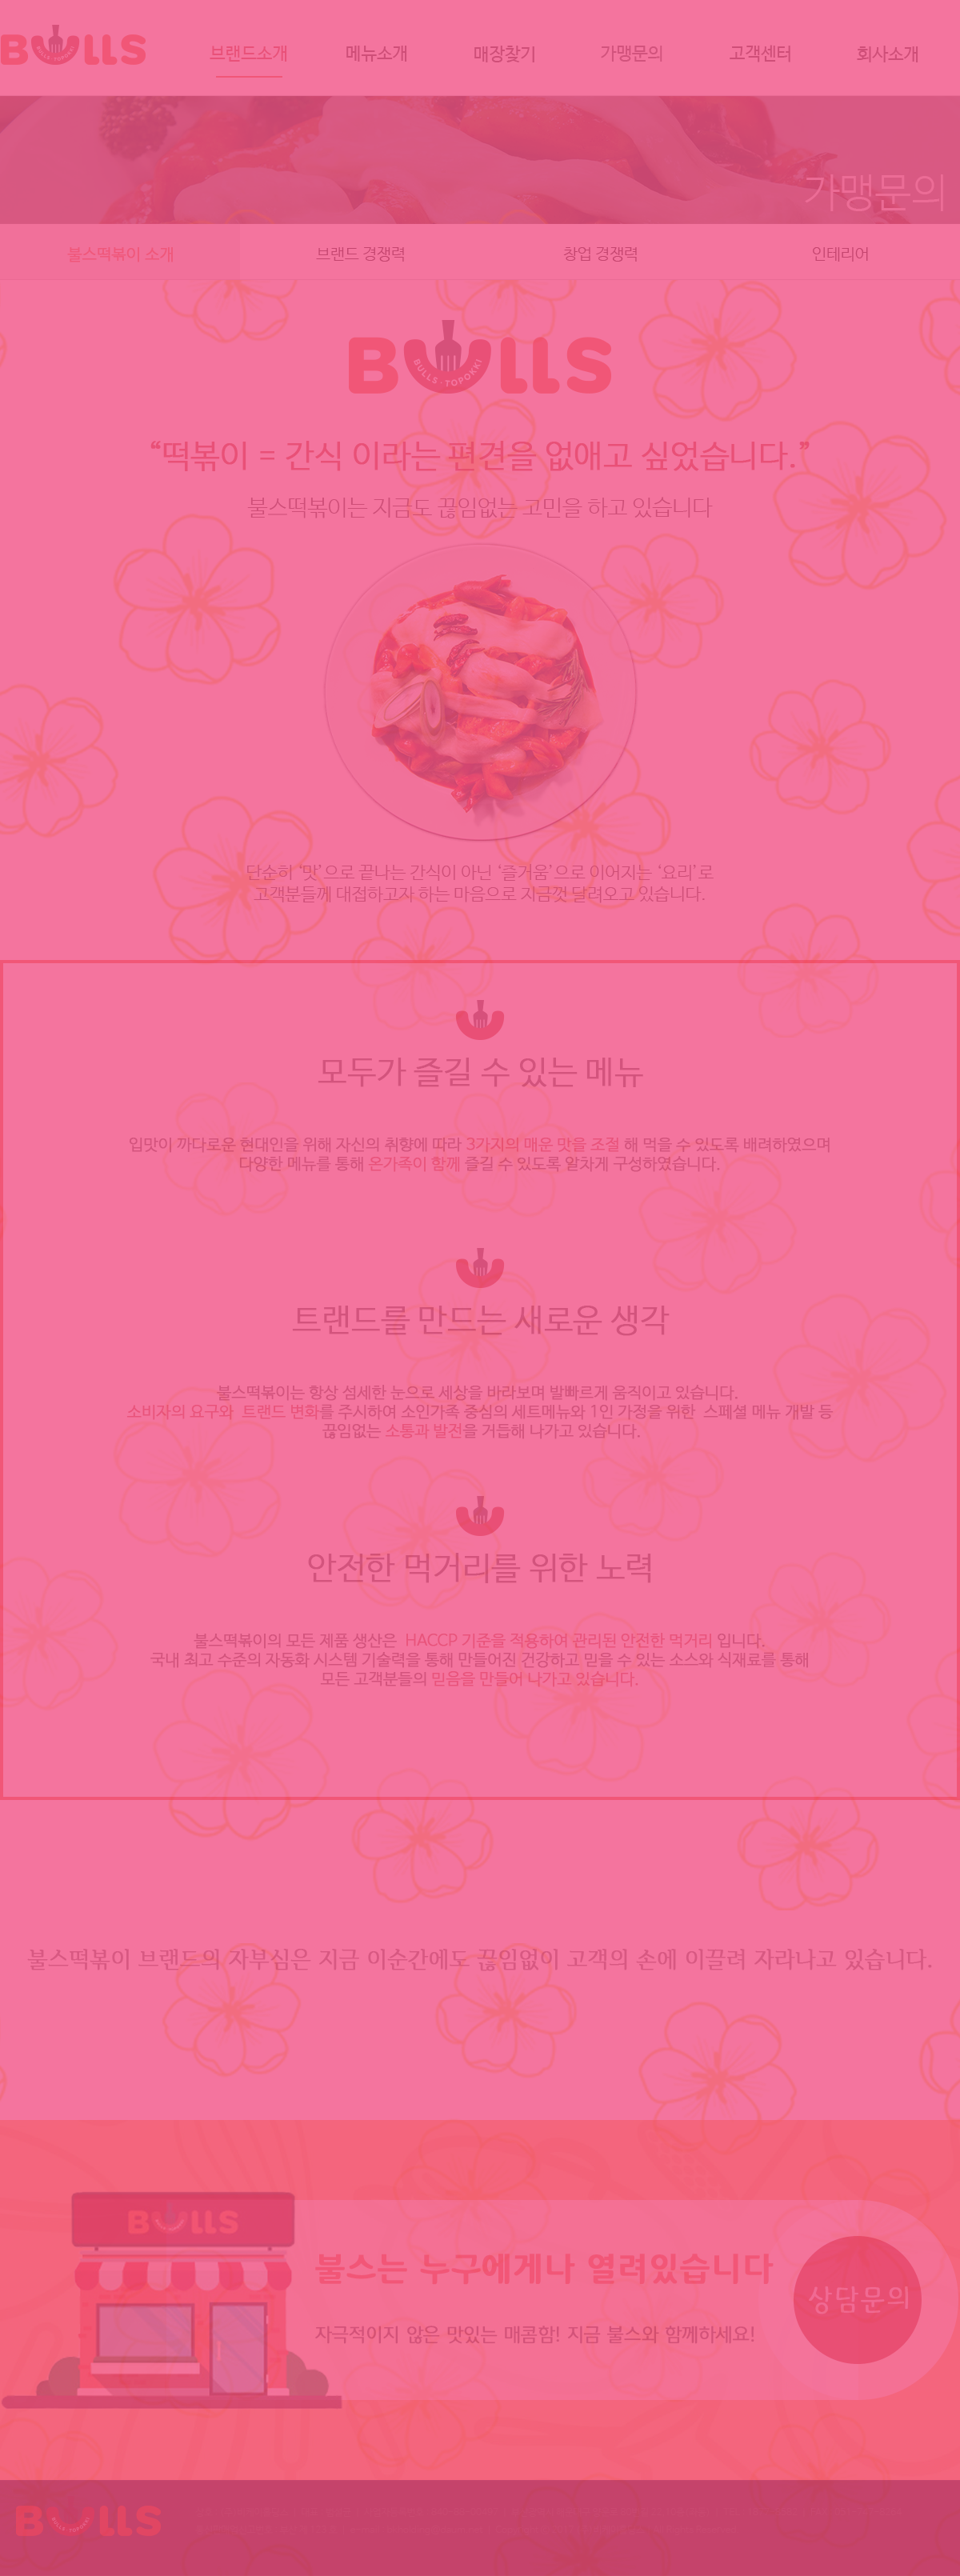 BULLS
BULLS · TOPOKKI
브랜드소개 메뉴소개 매장찾기 가맹문의 고객센터 회사소개
가맹문의
불스떡볶이 소개 브랜드 경쟁력 창업 경쟁력 인테리어
BULLS
BULLS · TOPOKKI
“떡볶이 = 간식 이라는 편견을 없애고 싶었습니다.”
불스떡볶이는 지금도 끊임없는 고민을 하고 있습니다
단순히 ‘맛’으로 끝나는 간식이 아닌 ‘즐거움’으로 이어지는 ‘요리’로
고객분들께 대접하고자 하는 마음으로 지금껏 달려오고 있습니다.
모두가 즐길 수 있는 메뉴
입맛이 까다로운 현대인을 위해 자신의 취향에 따라 3가지의 매운 맛을 조절 해 먹을 수 있도록 배려하였으며
다양한 메뉴를 통해 온가족이 함께 즐길 수 있도록 알차게 구성하였습니다.
트랜드를 만드는 새로운 생각
불스떡볶이는 항상 섬세한 눈으로 세상을 바라보며 발빠르게 움직이고 있습니다.
소비자의 요구와 트랜드 변화를 주시하여 소인가족 중심의 세트메뉴와 1인 가정을 위한 스페셜 메뉴 개발 등
끊임없는 소통과 발전을 거듭해 나가고 있습니다.
안전한 먹거리를 위한 노력
불스떡볶이의 모든 제품 생산은 HACCP 기준을 적용하여 관리된 안전한 먹거리 입니다.
국내 최고 수준의 자동화 시스템 기술력을 통해 만들어진 건강하고 믿을 수 있는 소스와 식재료를 통해
모든 고객분들의 믿음을 만들어 나가고 있습니다.
불스떡볶이 브랜드의 자부심은 지금 이순간에도 끊임없이 고객의 손에 이끌려 자라나고 있습니다.
BULLS
불스는 누구에게나 열려있습니다
자극적이지 않은 맛있는 매콤함! 지금 불스와 함께하세요!
상담문의
BULLS